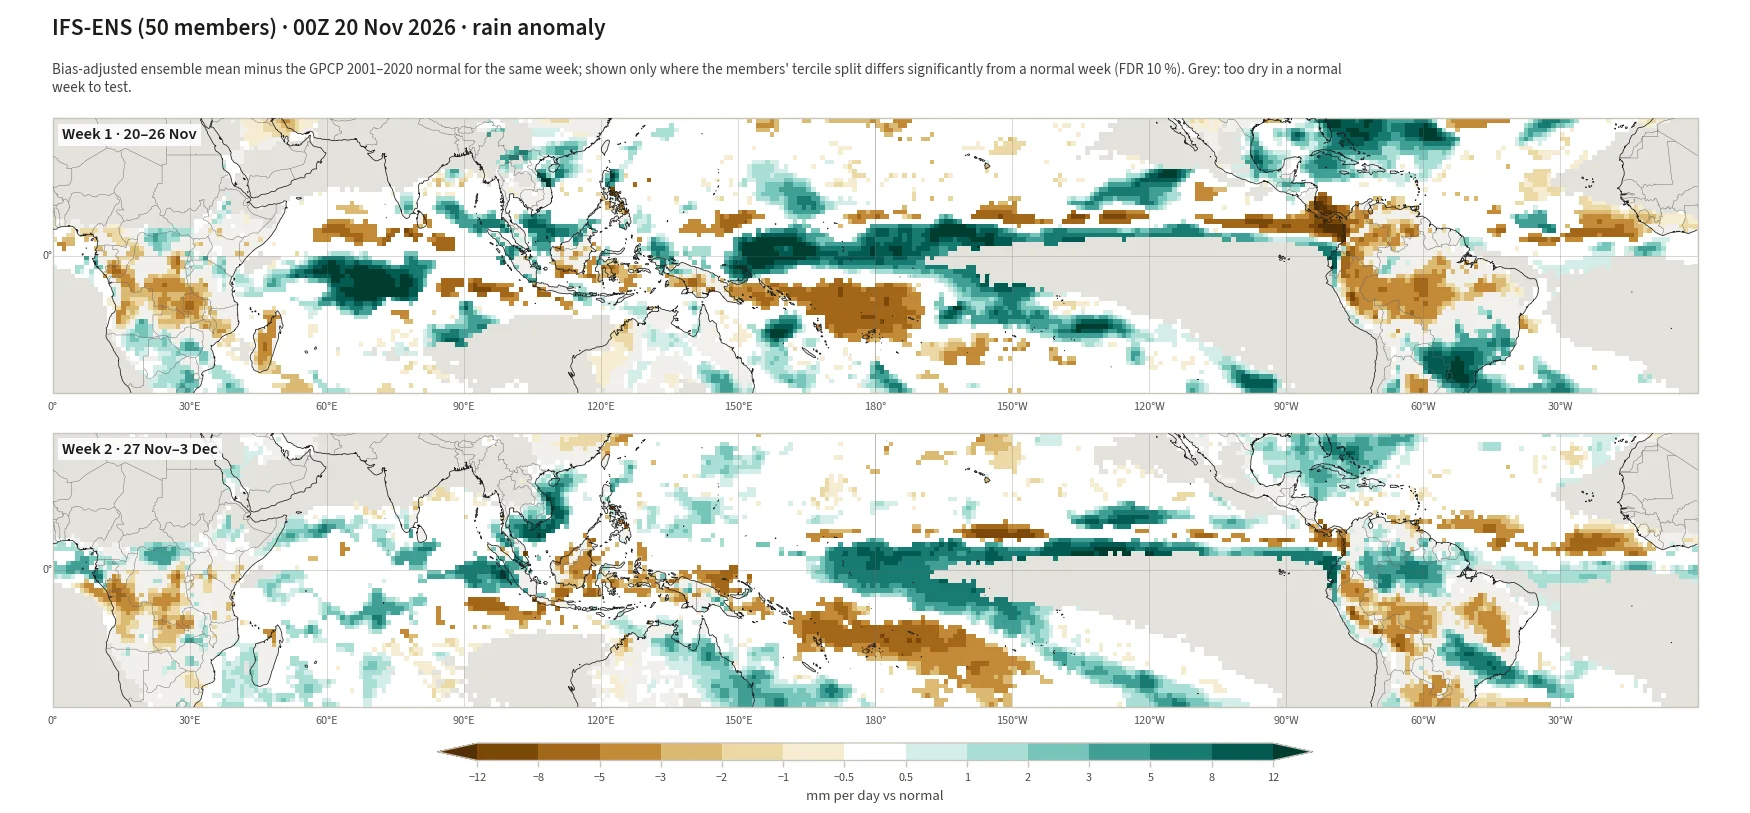 IFS-ENS (50 members) · 00Z 20 Nov 2026 · rain anomaly
Bias-adjusted ensemble mean minus the GPCP 2001–2020 normal for the same week; shown only where the members' tercile split differs significantly from a normal week (FDR 10 %). Grey: too dry in a normal
week to test.
Week 1 · 20–26 Nov
0°
0° 30°E 60°E 90°E 120°E 150°E 180° 150°W 120°W 90°W 60°W 30°W
Week 2 · 27 Nov–3 Dec
0°
0° 30°E 60°E 90°E 120°E 150°E 180° 150°W 120°W 90°W 60°W 30°W
−12 −8 −5 −3 −2 −1 −0.5 0.5 1 2 3 5 8 12
mm per day vs normal